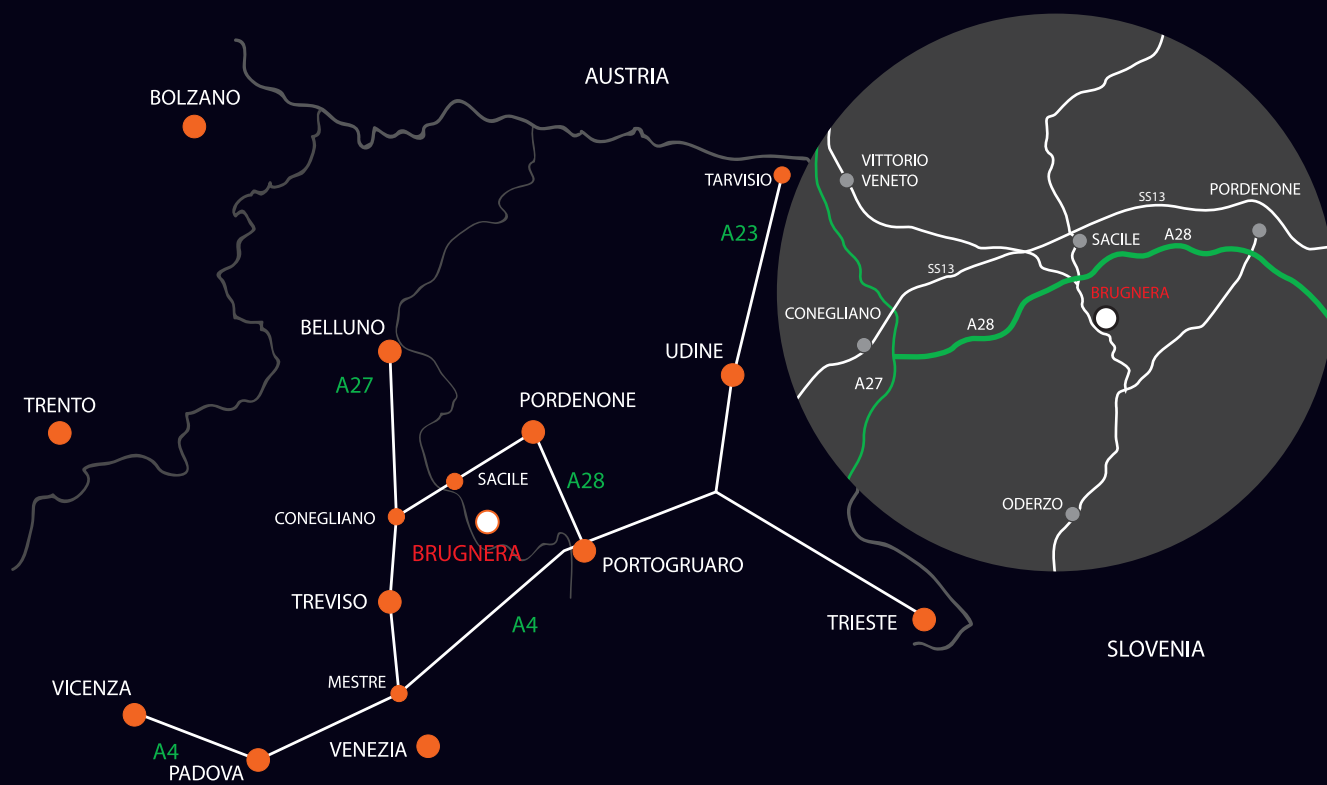 AUSTRIA
BOLZANO
TARVISIO
A23
BELLUNO
A27
UDINE
TRENTO
PORDENONE
SACILE
A28
CONEGLIANO
BRUGNERA
PORTOGRUARO
TREVISO
A4
TRIESTE
SLOVENIA
MESTRE
VICENZA
A4
VENEZIA
PADOVA
VITTORIO
VENETO
PORDENONE
SS13
SACILE
A28
SS13
BRUGNERA
CONEGLIANO
A28
A27
ODERZO